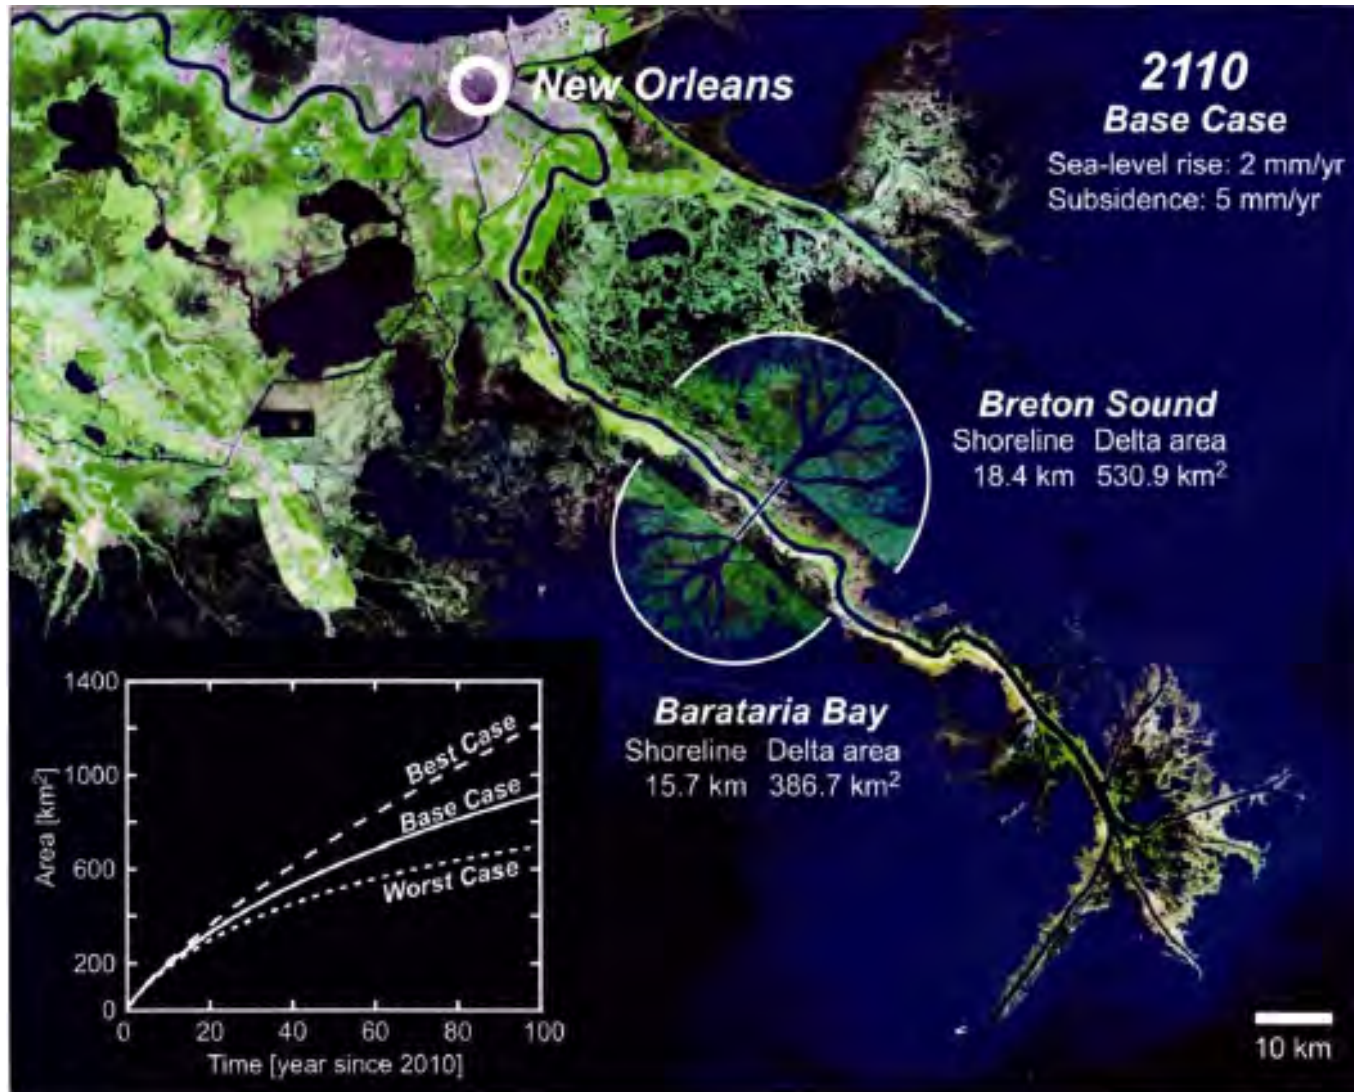 New Orleans
2110
Base Case
Sea-level rise: 2 mm/yr
Subsidence: 5 mm/yr
Breton Sound
Shoreline Delta area
18.4 km 530.9 km²
Barataria Bay
Shoreline Delta area
15.7 km 386.7 km²
1400
1000
600
200
0
Area [km²]
Best Case
Base Case
Worst Case
0 20 40 60 80 100
Time [year since 2010]
10 km